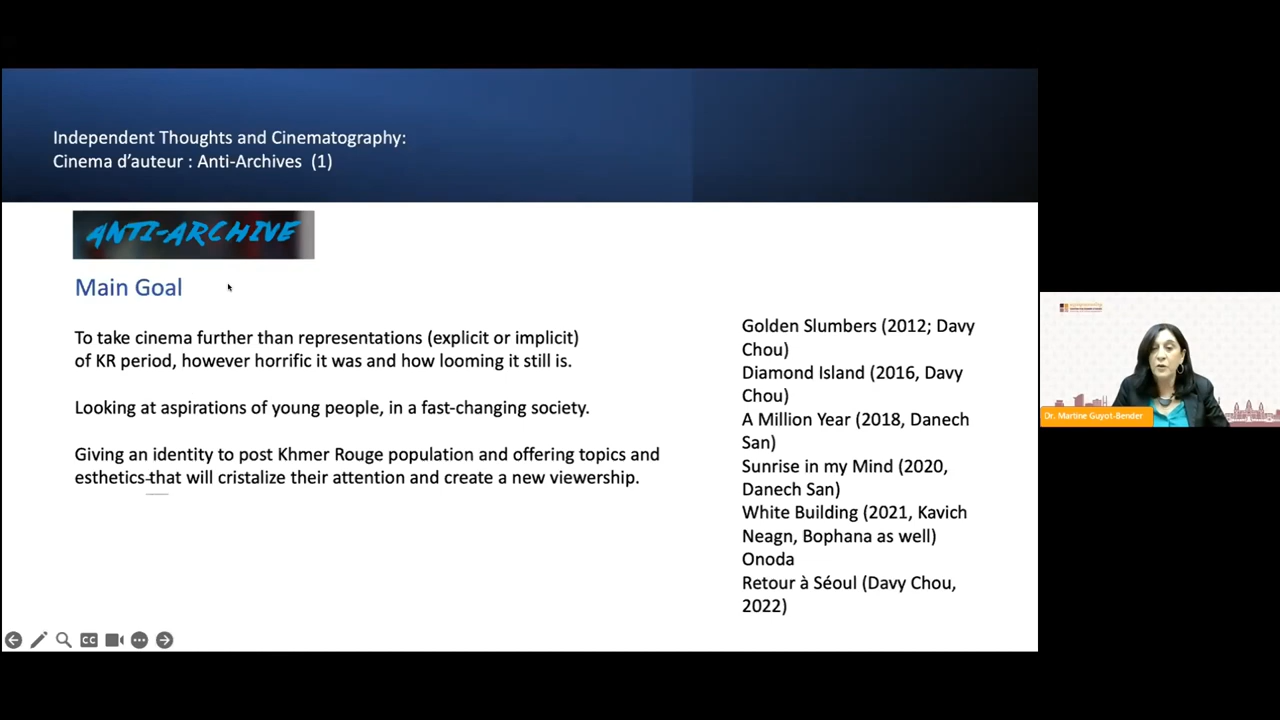 Independent Thoughts and Cinematography:
Cinema d’auteur : Anti-Archives (1)
ANTI-ARCHIVE
Main Goal
To take cinema further than representations (explicit or implicit)
of KR period, however horrific it was and how looming it still is.
Looking at aspirations of young people, in a fast-changing society.
Giving an identity to post Khmer Rouge population and offering topics and
esthetics that will cristalize their attention and create a new viewership.
Golden Slumbers (2012; Davy
Chou)
Diamond Island (2016, Davy
Chou)
A Million Year (2018, Danech
San)
Sunrise in my Mind (2020,
Danech San)
White Building (2021, Kavich
Neagn, Bophana as well)
Onoda
Retour à Séoul (Davy Chou,
2022)
CC
Dr. Martine Guyot-Bender